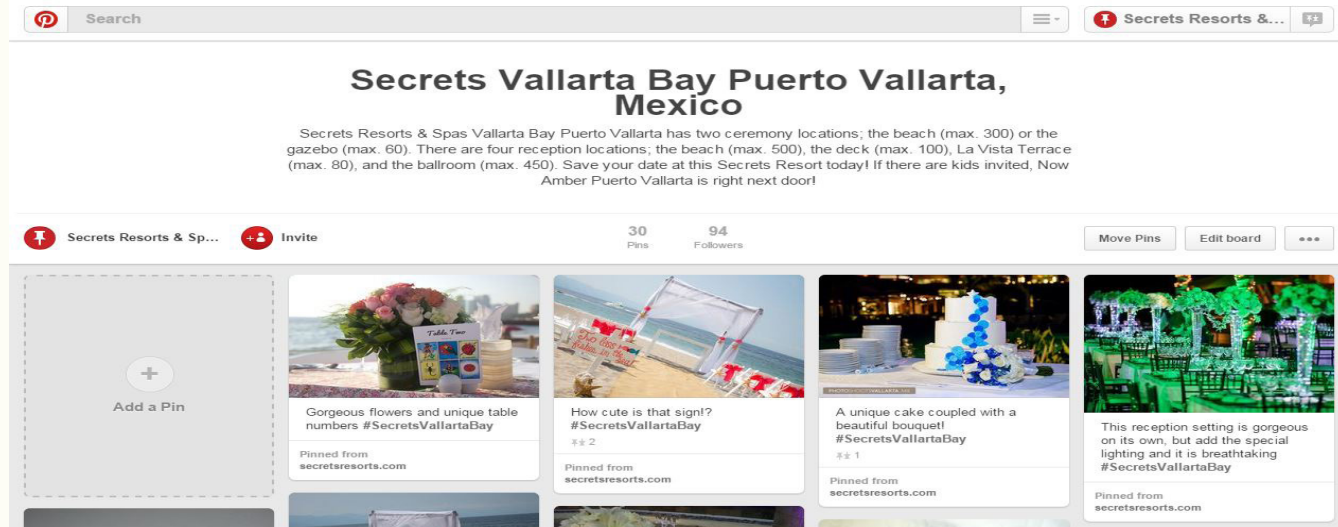 Search
Secrets Resorts &...
Secrets Vallarta Bay Puerto Vallarta,
Mexico
Secrets Resorts & Spas Vallarta Bay Puerto Vallarta has two ceremony locations; the beach (max. 300) or the
gazebo (max. 60). There are four reception locations; the beach (max. 500), the deck (max. 100), La Vista Terrace
(max. 80), and the ballroom (max. 450). Save your date at this Secrets Resort today! If there are kids invited, Now
Amber Puerto Vallarta is right next door!
Secrets Resorts & Sp...
Invite
30
Pins
94
Followers
Move Pins
Edit board
Add a Pin
Table Two
Gorgeous flowers and unique table
numbers #SecretsVallartaBay
Pinned from
secretsresorts.com
How cute is that sign!?
#SecretsVallartaBay
2
Pinned from
secretsresorts.com
A unique cake coupled with a
beautiful bouquet!
#SecretsVallartaBay
1
Pinned from
secretsresorts.com
This reception setting is gorgeous
on its own, but add the special
lighting and it is breathtaking
#SecretsVallartaBay
Pinned from
secretsresorts.com